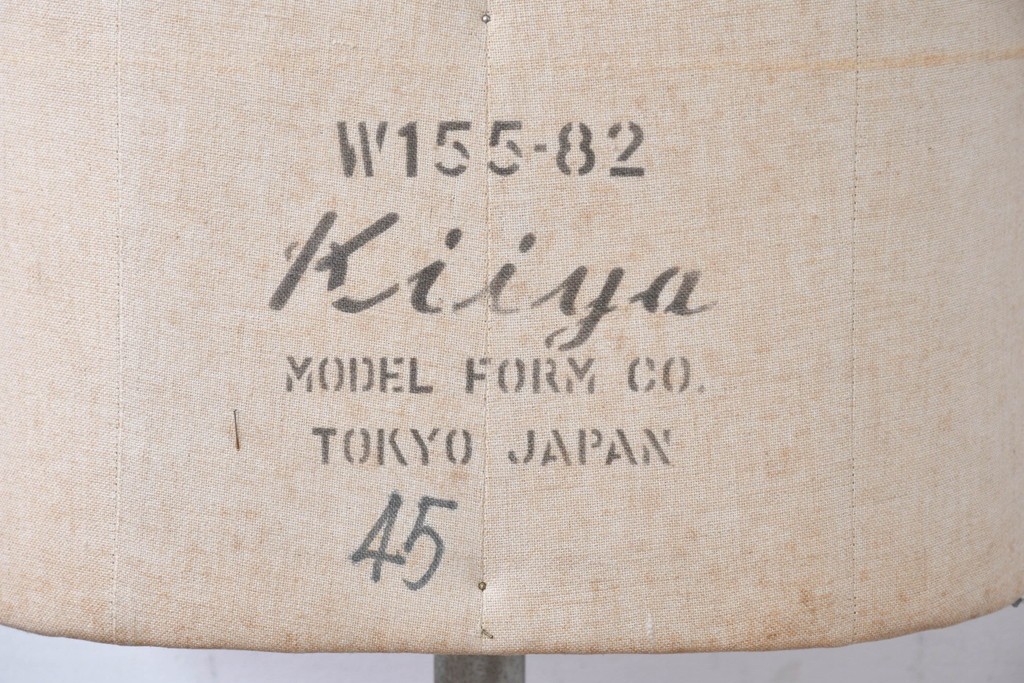 W155-82
Kiiya
MODEL FORM CO.
TOKYO JAPAN
45